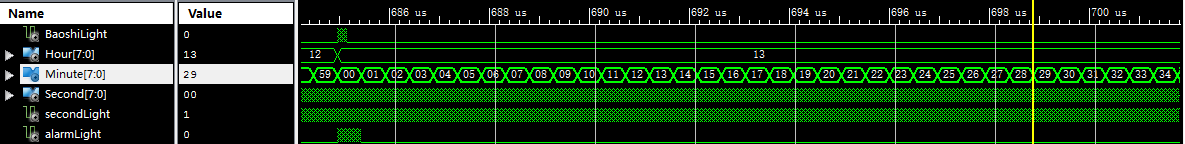 Name Value 686 us 688 us 690 us 692 us 694 us 696 us 698 us 700 us
BaoshiLight 0
Hour[7:0] 13 12 13
Minute[7:0] 29 59 00 01 02 03 04 05 06 07 08 09 10 11 12 13 14 15 16 17 18 19 20 21 22 23 24 25 26 27 28 29 30 31 32 33 34
Second[7:0] 00
secondLight 1
alarmLight 0